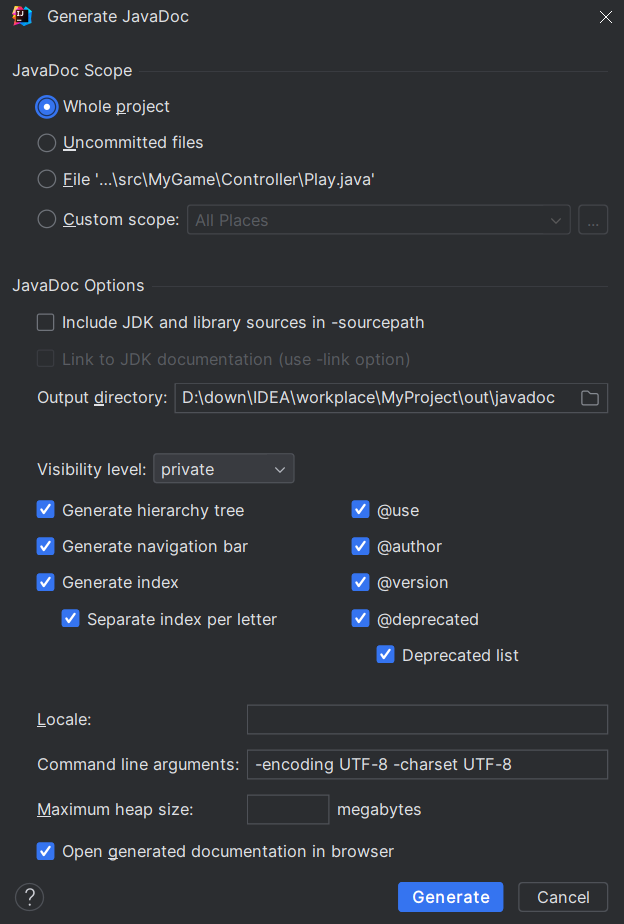 Generate JavaDoc
JavaDoc Scope
Whole project
Uncommitted files
File '...\src\MyGame\Controller\Play.java'
Custom scope: All Places ...
JavaDoc Options
Include JDK and library sources in -sourcepath
Link to JDK documentation (use -link option)
Output directory: D:\down\IDEA\workplace\MyProject\out\javadoc
Visibility level: private
Generate hierarchy tree @use
Generate navigation bar @author
Generate index @version
Separate index per letter @deprecated
Deprecated list
Locale:
Command line arguments: -encoding UTF-8 -charset UTF-8
Maximum heap size: megabytes
Open generated documentation in browser
? Generate Cancel